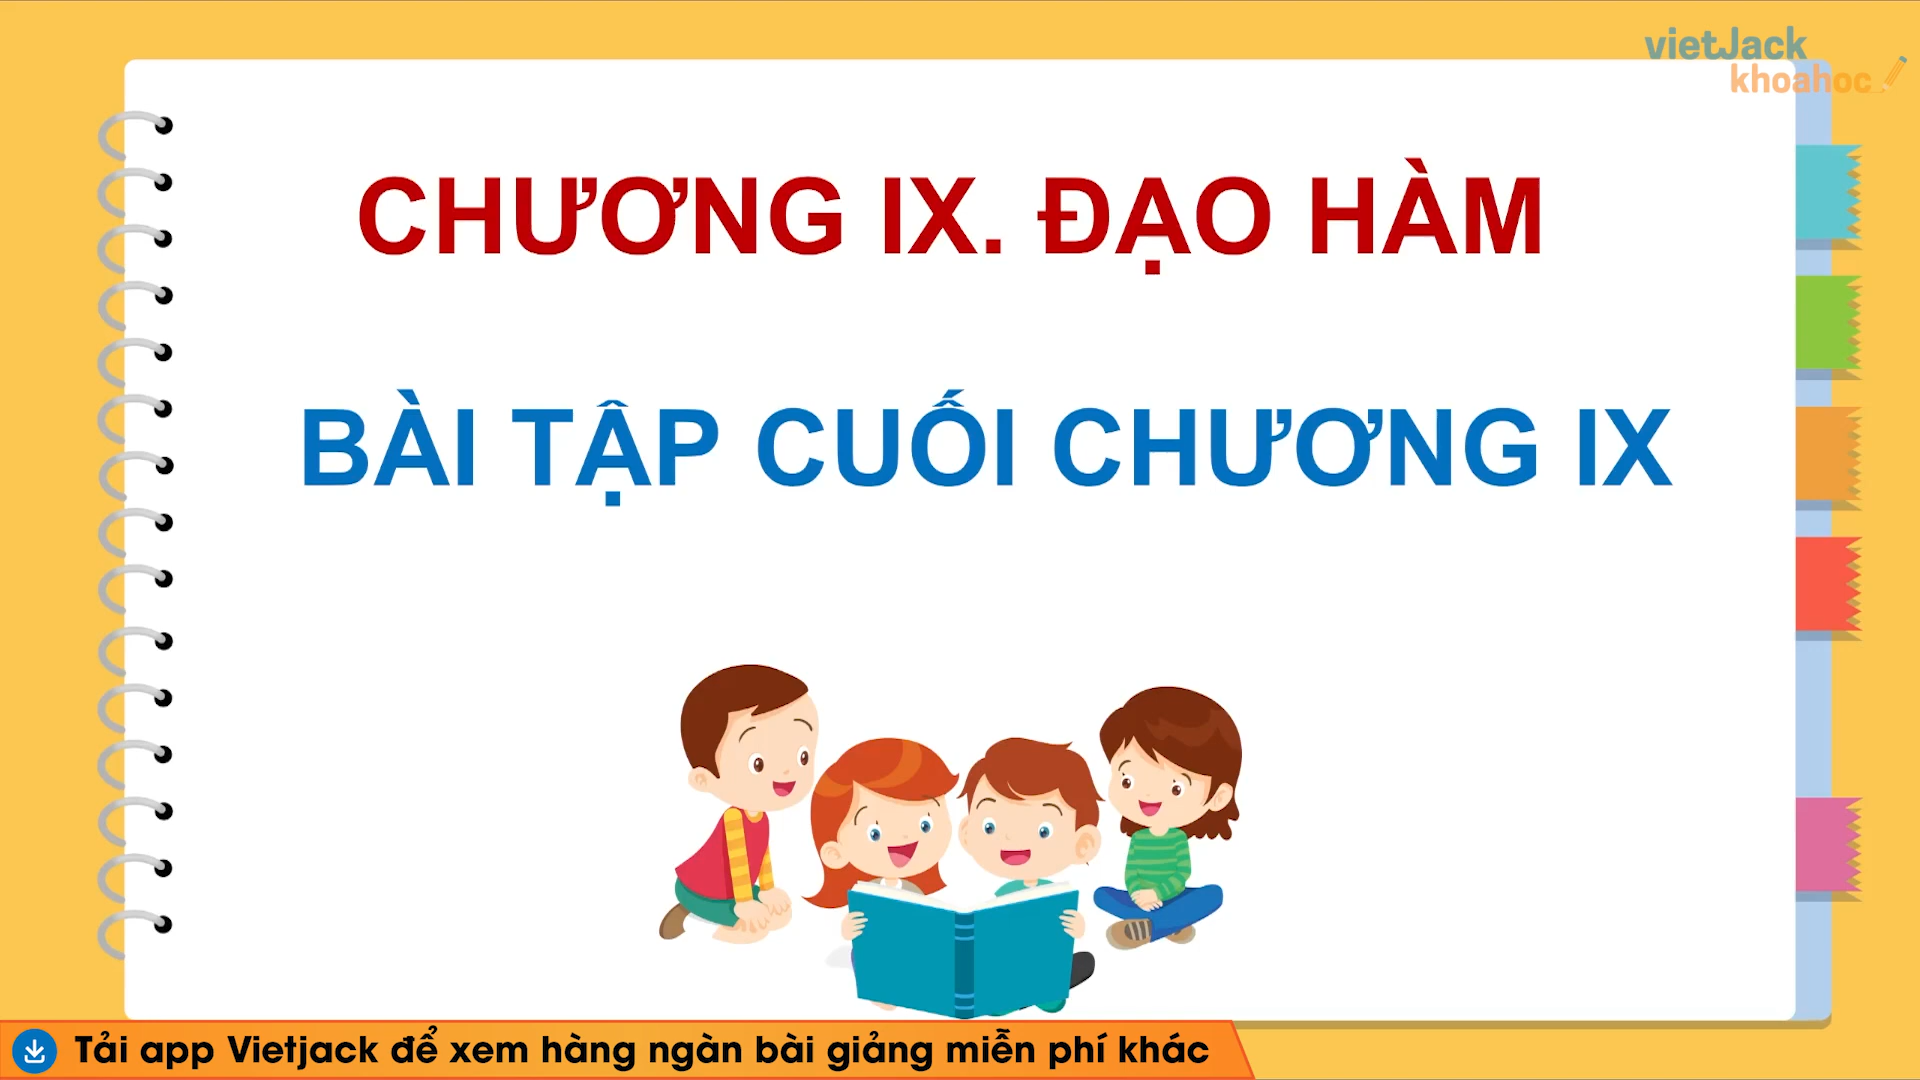 vietJack
khoahoc
CHƯƠNG IX. ĐẠO HÀM
BÀI TẬP CUỐI CHƯƠNG IX
Tải app Vietjack để xem hàng ngàn bài giảng miễn phí khác